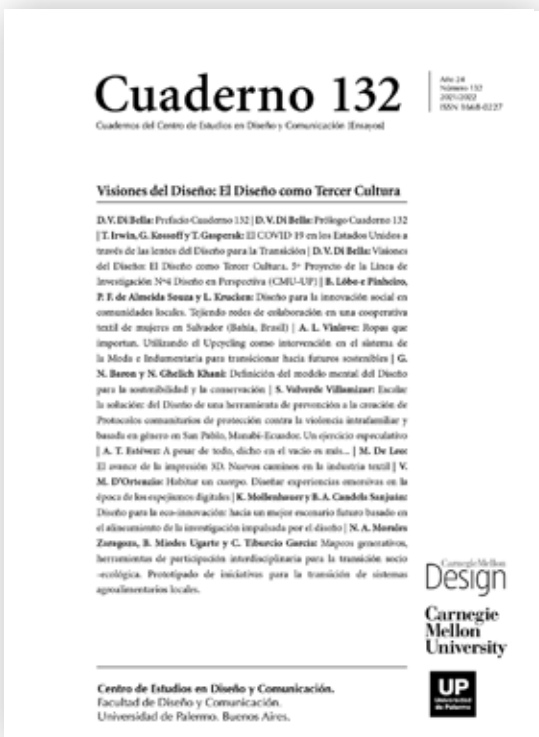 Cuaderno 132
Año 24
Número 132
2021/2022
ISSN 1668-0227
Cuadernos del Centro de Estudios en Diseño y Comunicación [Ensayos]
Visiones del Diseño: El Diseño como Tercer Cultura
D. V. Di Bella: Prefacio Cuaderno 132 | D. V. Di Bella: Prólogo Cuaderno 132
| T. Irwin, G. Kossoff y T. Gasperak: El COVID 19 en los Estados Unidos a
través de las lentes del Diseño para la Transición | D. V. Di Bella: Visiones
del Diseño: El Diseño como Tercer Cultura. 5º Proyecto de la Línea de
Investigación Nº4 Diseño en Perspectiva (CMU-UP) | B. Lôbo e Pinheiro,
P. F. de Almeida Souza y L. Krucken: Diseño para la innovación social en
comunidades locales. Tejiendo redes de colaboración en una cooperativa
textil de mujeres en Salvador (Bahía, Brasil) | A. L. Vialove: Ropas que
importan. Utilizando el Upcycling como intervención en el sistema de
la Moda e Indumentaria para transicionar hacia futuros sostenibles | G.
N. Baron y N. Ghelich Khani: Definición del modelo mental del Diseño
para la sostenibilidad y la conservación | S. Valverde Villamizar: Escalar
la solución: del Diseño de una herramienta de prevención a la creación de
Protocolos comunitarios de protección contra la violencia intrafamiliar y
basada en género en San Pablo, Manabí-Ecuador. Un ejercicio especulativo
| A. T. Estévez: A pesar de todo, dicho en el vacío es más... | M. De Leo:
El avance de la impresión 3D. Nuevos caminos en la industria textil | V.
M. D'Ortenzio: Habitar un cuerpo. Diseñar experiencias emersivas en la
época de los espejismos digitales | K. Mollenhauer y B. A. Candela Sanjuán:
Diseño para la eco-innovación: hacia un mejor escenario futuro basado en
el alineamiento de la investigación impulsada por el diseño | N. A. Morales
Zaragoza, B. Miedes Ugarte y C. Tiburcio García: Mapeos generativos,
herramientas de participación interdisciplinaria para la transición socio
-ecológica. Prototipado de iniciativas para la transición de sistemas
agroalimentarios locales.
Carnegie Mellon
Design
Carnegie
Mellon
University
UP
Universidad
de Palermo
Centro de Estudios en Diseño y Comunicación.
Facultad de Diseño y Comunicación.
Universidad de Palermo. Buenos Aires.